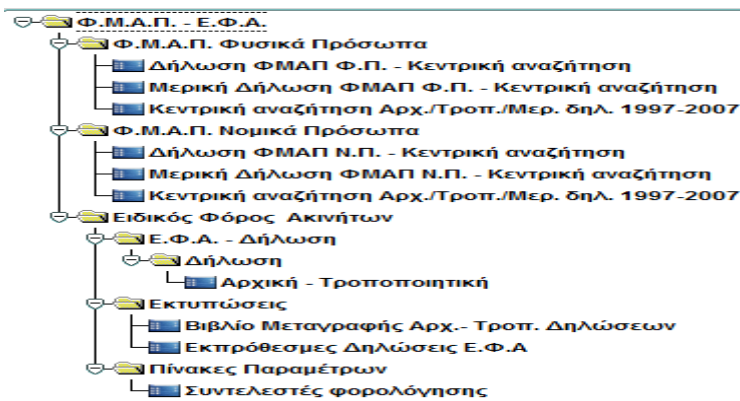 Φ.Μ.Α.Π. - Ε.Φ.Α.
Φ.Μ.Α.Π. Φυσικά Πρόσωπα
Δήλωση ΦΜΑΠ Φ.Π. - Κεντρική αναζήτηση
Μερική Δήλωση ΦΜΑΠ Φ.Π. - Κεντρική αναζήτηση
Κεντρική αναζήτηση Αρχ./Τροπ./Μερ. δηλ. 1997-2007
Φ.Μ.Α.Π. Νομικά Πρόσωπα
Δήλωση ΦΜΑΠ Ν.Π. - Κεντρική αναζήτηση
Μερική Δήλωση ΦΜΑΠ Ν.Π. - Κεντρική αναζήτηση
Κεντρική αναζήτηση Αρχ./Τροπ./Μερ. δηλ. 1997-2007
Ειδικός Φόρος Ακινήτων
Ε.Φ.Α. - Δήλωση
Δήλωση
Αρχική - Τροποποιητική
Εκτυπώσεις
Βιβλίο Μεταγραφής Αρχ.- Τροπ. Δηλώσεων
Εκπρόθεσμες Δηλώσεις Ε.Φ.Α
Πίνακες Παραμέτρων
Συντελεστές φορολόγησης